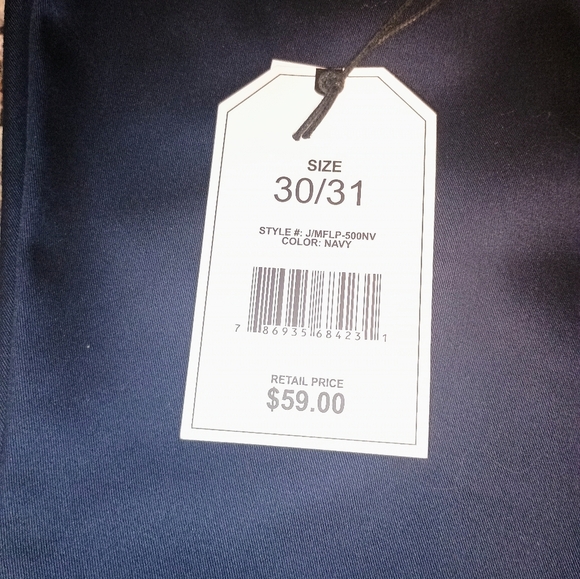 SIZE
30/31
STYLE #: J/MFLP-500NV
COLOR: NAVY
7 86935 68423 1
RETAIL PRICE
$59.00